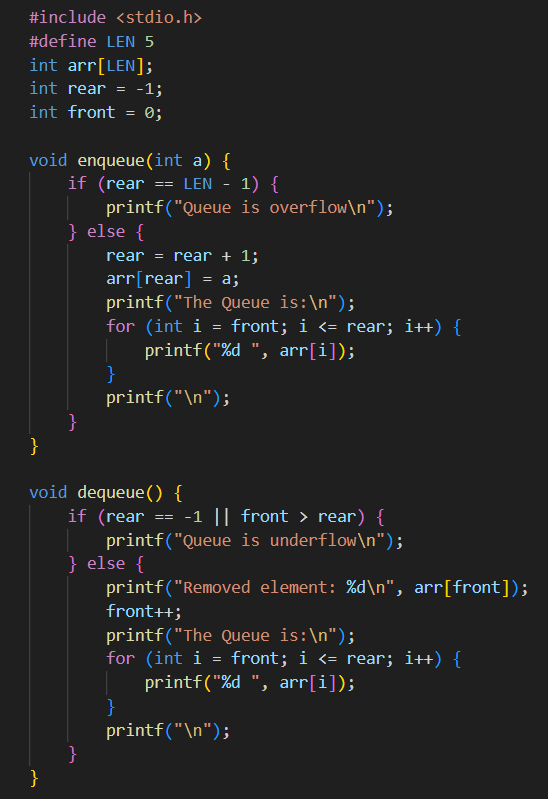 #include <stdio.h>
#define LEN 5
int arr[LEN];
int rear = -1;
int front = 0;

void enqueue(int a) {
    if (rear == LEN - 1) {
        printf("Queue is overflow\n");
    } else {
        rear = rear + 1;
        arr[rear] = a;
        printf("The Queue is:\n");
        for (int i = front; i <= rear; i++) {
            printf("%d ", arr[i]);
        }
        printf("\n");
    }
}

void dequeue() {
    if (rear == -1 || front > rear) {
        printf("Queue is underflow\n");
    } else {
        printf("Removed element: %d\n", arr[front]);
        front++;
        printf("The Queue is:\n");
        for (int i = front; i <= rear; i++) {
            printf("%d ", arr[i]);
        }
        printf("\n");
    }
}